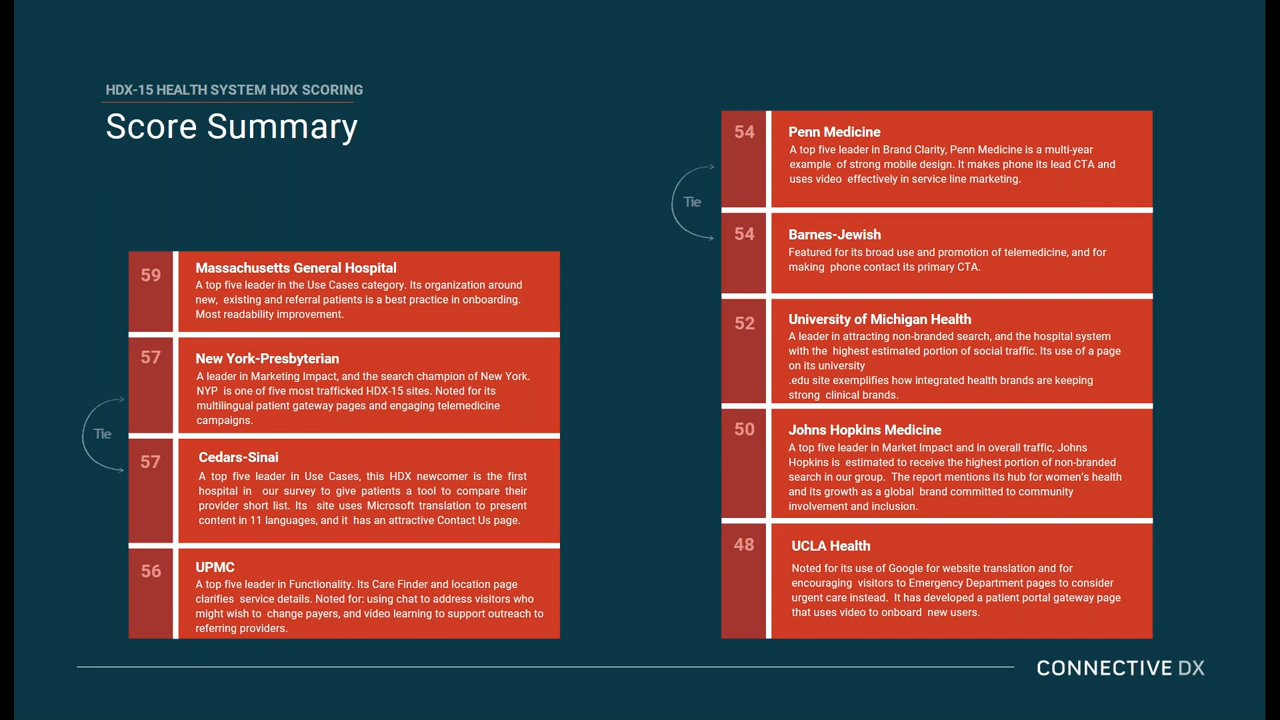 HDX-15 HEALTH SYSTEM HDX SCORING
Score Summary
59
Massachusetts General Hospital
A top five leader in the Use Cases category. Its organization around
new, existing and referral patients is a best practice in onboarding.
Most readability improvement.
57
New York-Presbyterian
A leader in Marketing Impact, and the search champion of New York.
NYP is one of five most trafficked HDX-15 sites. Noted for its
multilingual patient gateway pages and engaging telemedicine
campaigns.
Tie
57
Cedars-Sinai
A top five leader in Use Cases, this HDX newcomer is the first
hospital in our survey to give patients a tool to compare their
provider short list. Its site uses Microsoft translation to present
content in 11 languages, and it has an attractive Contact Us page.
56
UPMC
A top five leader in Functionality. Its Care Finder and location page
clarifies service details. Noted for: using chat to address visitors who
might wish to change payers, and video learning to support outreach to
referring providers.
54
Penn Medicine
A top five leader in Brand Clarity, Penn Medicine is a multi-year
example of strong mobile design. It makes phone its lead CTA and
uses video effectively in service line marketing.
Tie
54
Barnes-Jewish
Featured for its broad use and promotion of telemedicine, and for
making phone contact its primary CTA.
52
University of Michigan Health
A leader in attracting non-branded search, and the hospital system
with the highest estimated portion of social traffic. Its use of a page
on its university
.edu site exemplifies how integrated health brands are keeping
strong clinical brands.
50
Johns Hopkins Medicine
A top five leader in Market Impact and in overall traffic, Johns
Hopkins is estimated to receive the highest portion of non-branded
search in our group. The report mentions its hub for women's health
and its growth as a global brand committed to community
involvement and inclusion.
48
UCLA Health
Noted for its use of Google for website translation and for
encouraging visitors to Emergency Department pages to consider
urgent care instead. It has developed a patient portal gateway page
that uses video to onboard new users.
CONNECTIVE DX